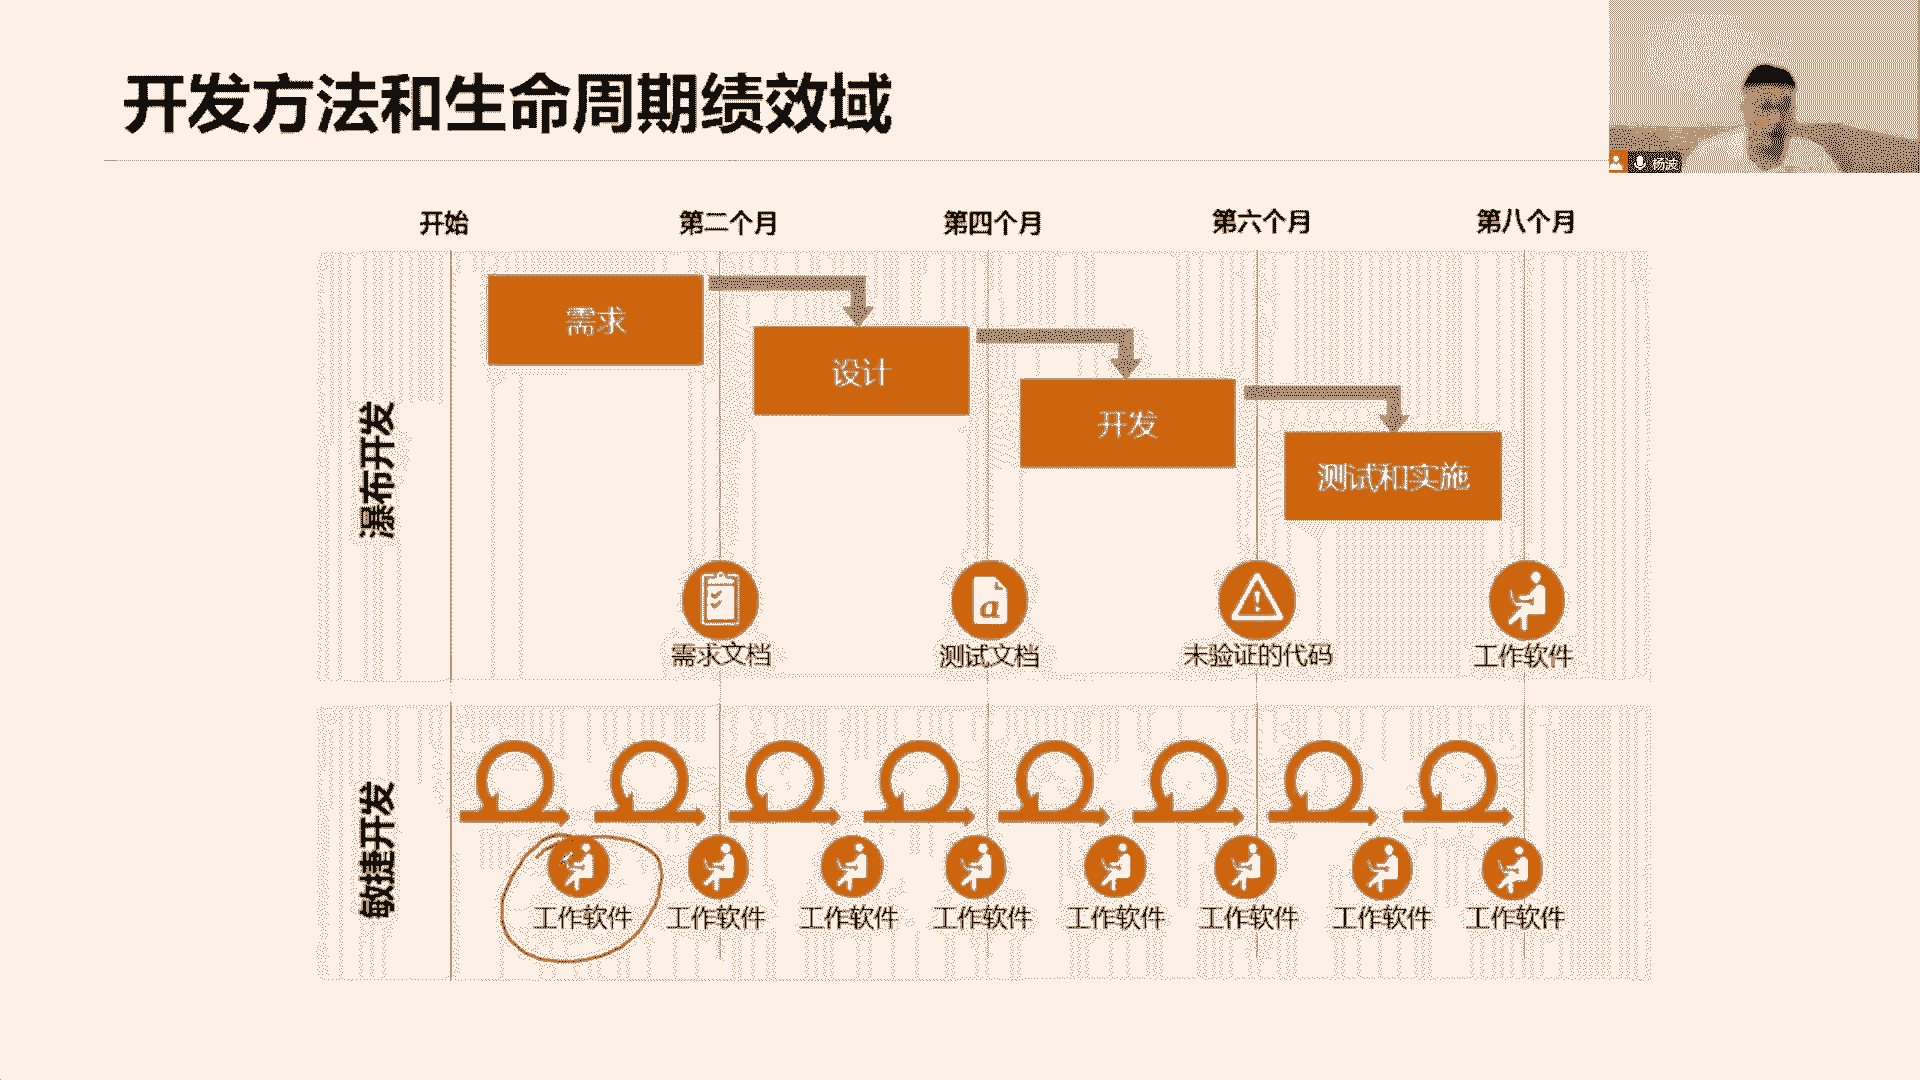 开发方法和生命周期绩效域
杨波
开始 第二个月 第四个月 第六个月 第八个月
瀑布开发
需求
设计
开发
测试和实施
需求文档 测试文档 未验证的代码 工作软件
a
敏捷开发
工作软件 工作软件 工作软件 工作软件 工作软件 工作软件 工作软件 工作软件